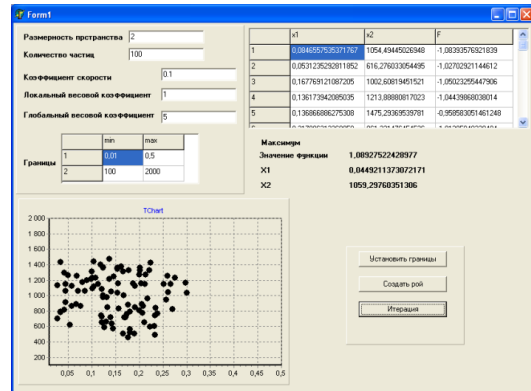 Form1
Размерность прстранства 2
Количество частиц 100
Коэффициент скорости 0.1
Локальный весовой коэффициент 1
Глобальный весовой коэффициент 5
min max
Границы
1 0,01 0,5
2 100 2000
x1 x2 F
1 0,0846557535371767 1054,49445026948 -1,08393576921839
2 0,0531235292811852 616,276033054495 -1,02702921144612
3 0,167769121087205 1002,60819451521 -1,05023255447906
4 0,136173942085035 1213,88880817023 -1,04439868038014
5 0,136866886275308 1475,29369539781 -0,958583051461248
6
Максимум
Значение функции 1,08927522428977
X1 0,0449211373072171
X2 1059,29760351306
TChart
2 000
1 800
1 600
1 400
1 200
1 000
800
600
400
200
0,05 0,1 0,15 0,2 0,25 0,3 0,35 0,4 0,45 0,5
Установить границы
Создать рой
Итерация